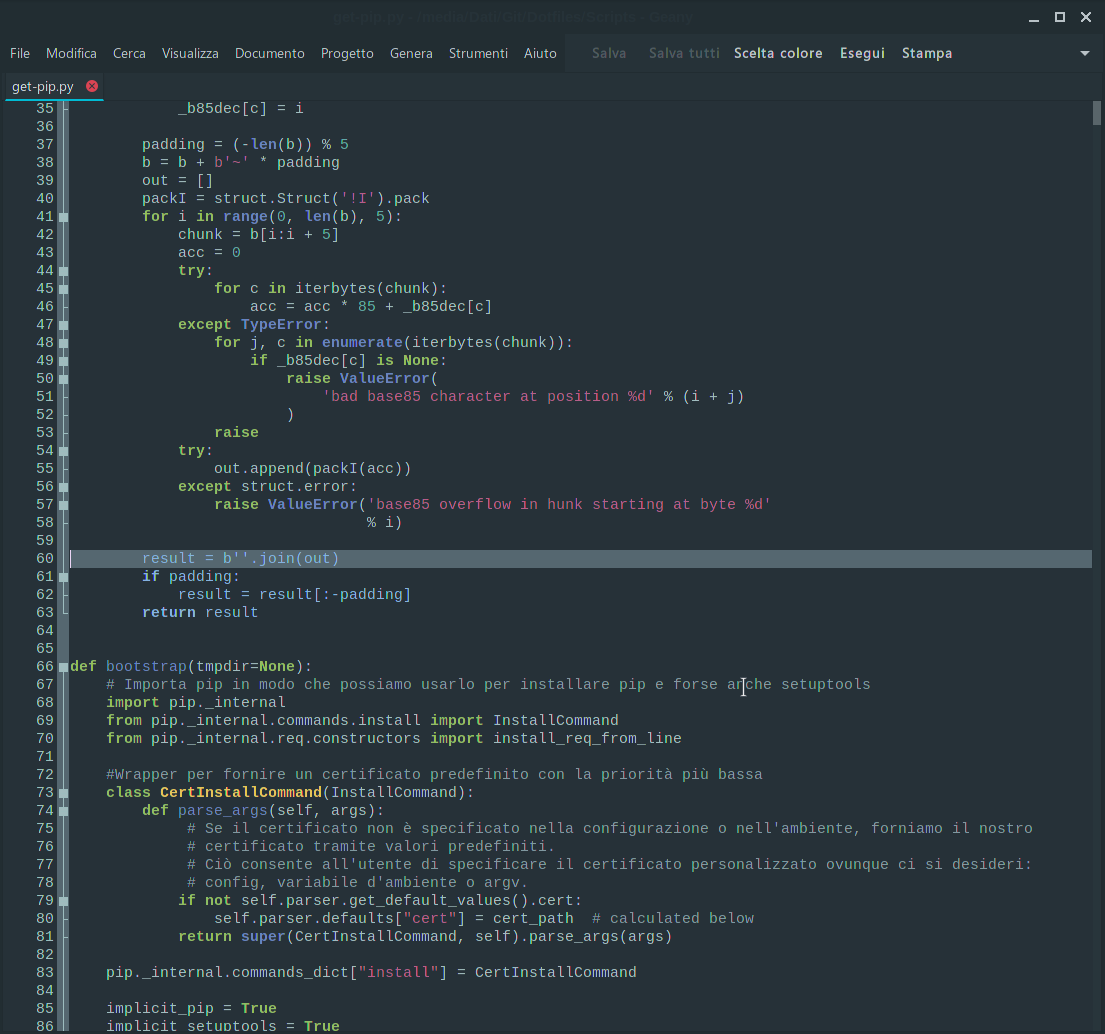 get-pip.py - /media/Dati/Git/Dotfiles/Scripts - Geany
File Modifica Cerca Visualizza Documento Progetto Genera Strumenti Aiuto Salva Salva tutti Scelta colore Esegui Stampa
get-pip.py
35             _b85dec[c] = i
36
37         padding = (-len(b)) % 5
38         b = b + b'~' * padding
39         out = []
40         packI = struct.Struct('!I').pack
41         for i in range(0, len(b), 5):
42             chunk = b[i:i + 5]
43             acc = 0
44             try:
45                 for c in iterbytes(chunk):
46                     acc = acc * 85 + _b85dec[c]
47             except TypeError:
48                 for j, c in enumerate(iterbytes(chunk)):
49                     if _b85dec[c] is None:
50                         raise ValueError(
51                             'bad base85 character at position %d' % (i + j)
52                         )
53                 raise
54             try:
55                 out.append(packI(acc))
56             except struct.error:
57                 raise ValueError('base85 overflow in hunk starting at byte %d'
58                                  % i)
59
60         result = b''.join(out)
61         if padding:
62             result = result[:-padding]
63         return result
64
65
66 def bootstrap(tmpdir=None):
67     # Importa pip in modo che possiamo usarlo per installare pip e forse anche setuptools
68     import pip._internal
69     from pip._internal.commands.install import InstallCommand
70     from pip._internal.req.constructors import install_req_from_line
71
72     #Wrapper per fornire un certificato predefinito con la priorità più bassa
73     class CertInstallCommand(InstallCommand):
74         def parse_args(self, args):
75              # Se il certificato non è specificato nella configurazione o nell'ambiente, forniamo il nostro
76              # certificato tramite valori predefiniti.
77              # Ciò consente all'utente di specificare il certificato personalizzato ovunque ci si desideri:
78              # config, variabile d'ambiente o argv.
79             if not self.parser.get_default_values().cert:
80                 self.parser.defaults["cert"] = cert_path  # calculated below
81             return super(CertInstallCommand, self).parse_args(args)
82
83     pip._internal.commands_dict["install"] = CertInstallCommand
84
85     implicit_pip = True
86     implicit_setuptools = True